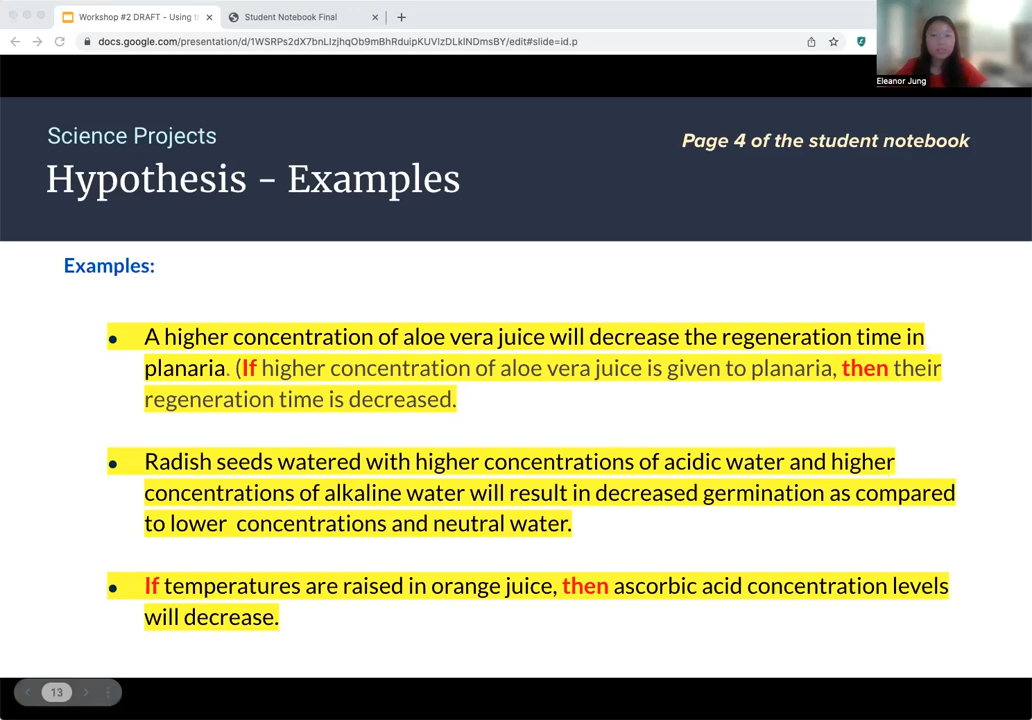 Workshop #2 DRAFT - Using t
Student Notebook Final
docs.google.com/presentation/d/1WSRPs2dX7bnLIzjhqOb9mBhRduipKUVlzDLklNDmsBY/edit#slide=id.p
Eleanor Jung
Science Projects
Page 4 of the student notebook
Hypothesis - Examples
Examples:
• A higher concentration of aloe vera juice will decrease the regeneration time in
planaria. (If higher concentration of aloe vera juice is given to planaria, then their
regeneration time is decreased.
• Radish seeds watered with higher concentrations of acidic water and higher
concentrations of alkaline water will result in decreased germination as compared
to lower concentrations and neutral water.
• If temperatures are raised in orange juice, then ascorbic acid concentration levels
will decrease.
13